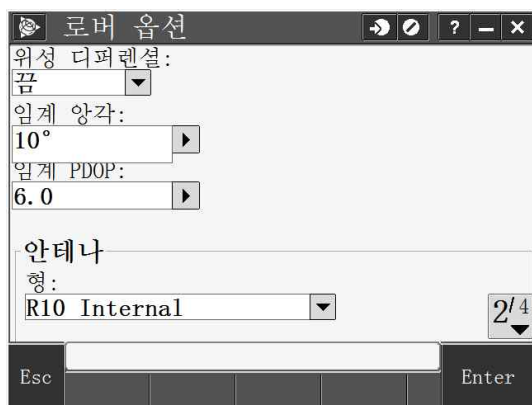 로버 옵션
? - ×
위성 디퍼렌셜:
끔
임계 앙각:
10°
임계 PDOP:
6.0
안테나
형:
R10 Internal
2/4
Esc
Enter